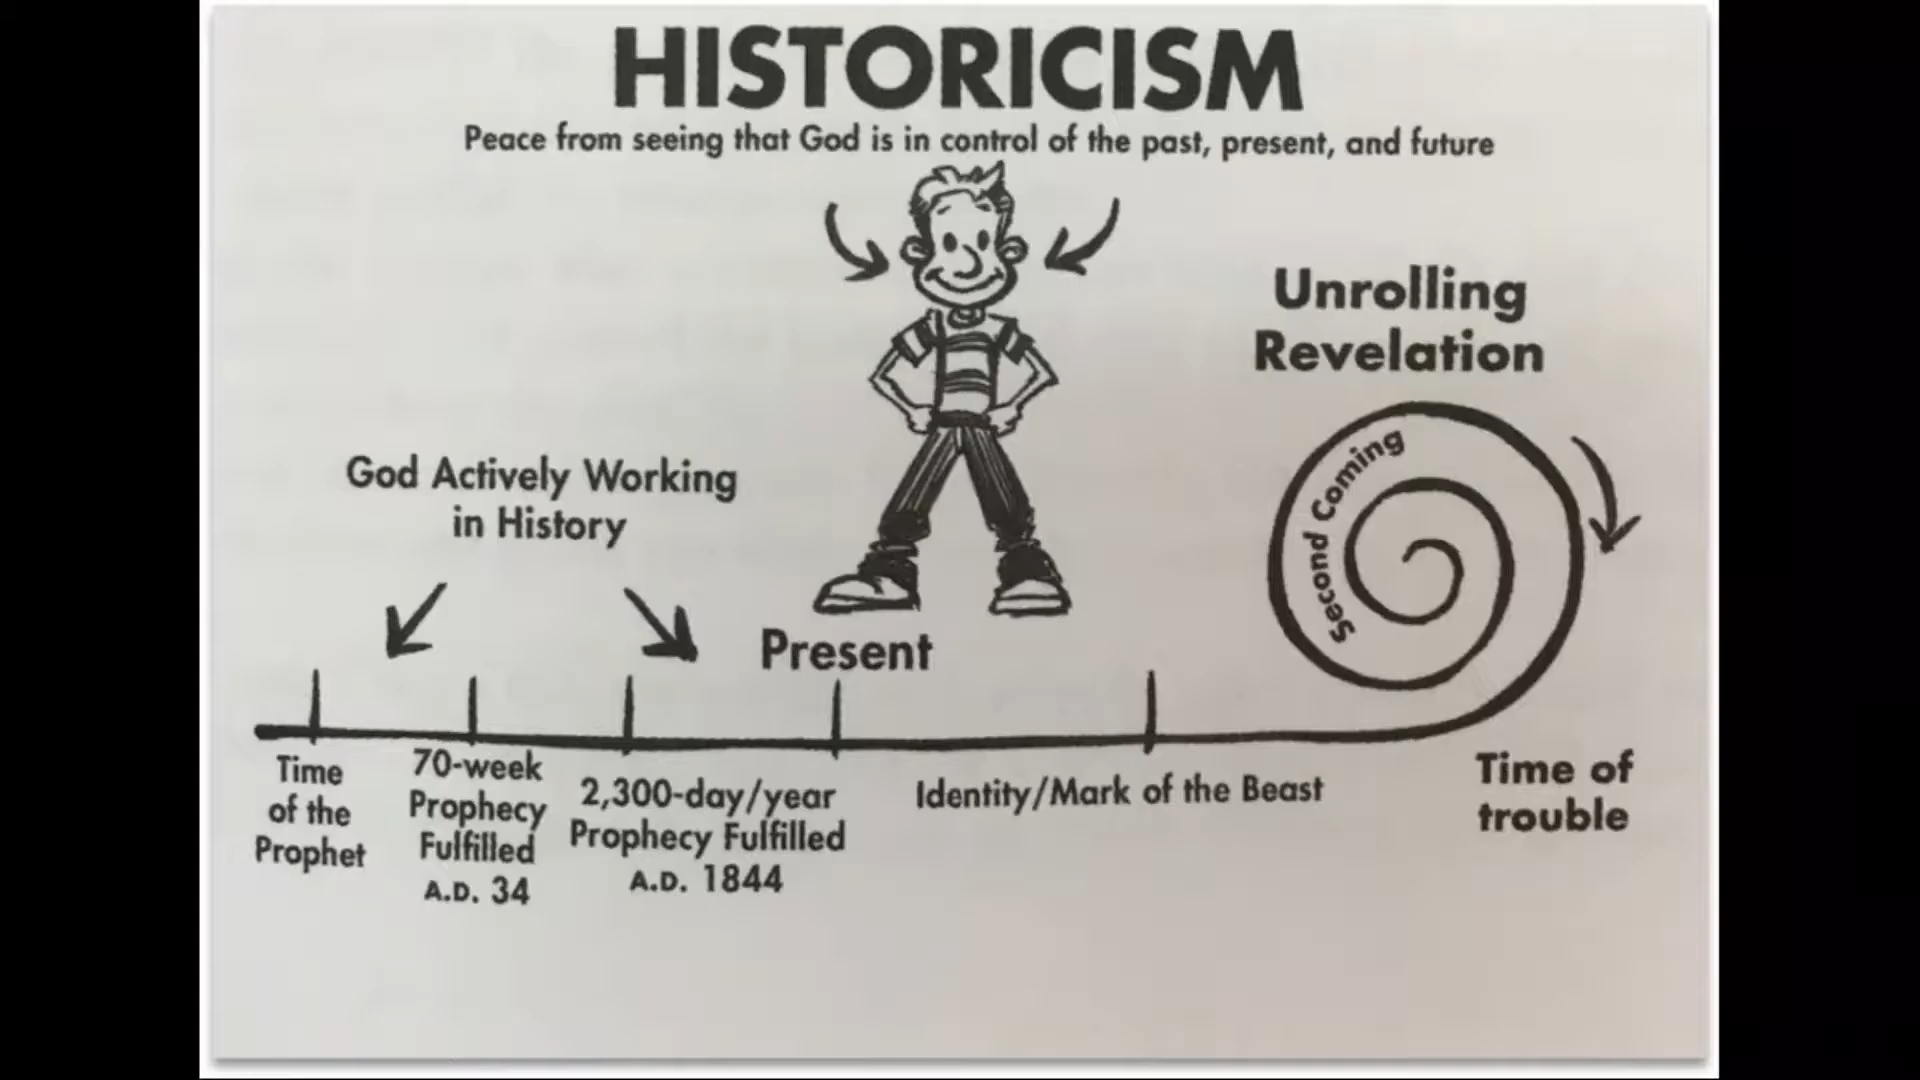 HISTORICISM
Peace from seeing that God is in control of the past, present, and future
Unrolling
Revelation
Second Coming
God Actively Working
in History
Present
Time
of the
Prophet
70-week
Prophecy
Fulfilled
A.D. 34
2,300-day/year
Prophecy Fulfilled
A.D. 1844
Identity/Mark of the Beast
Time of
trouble